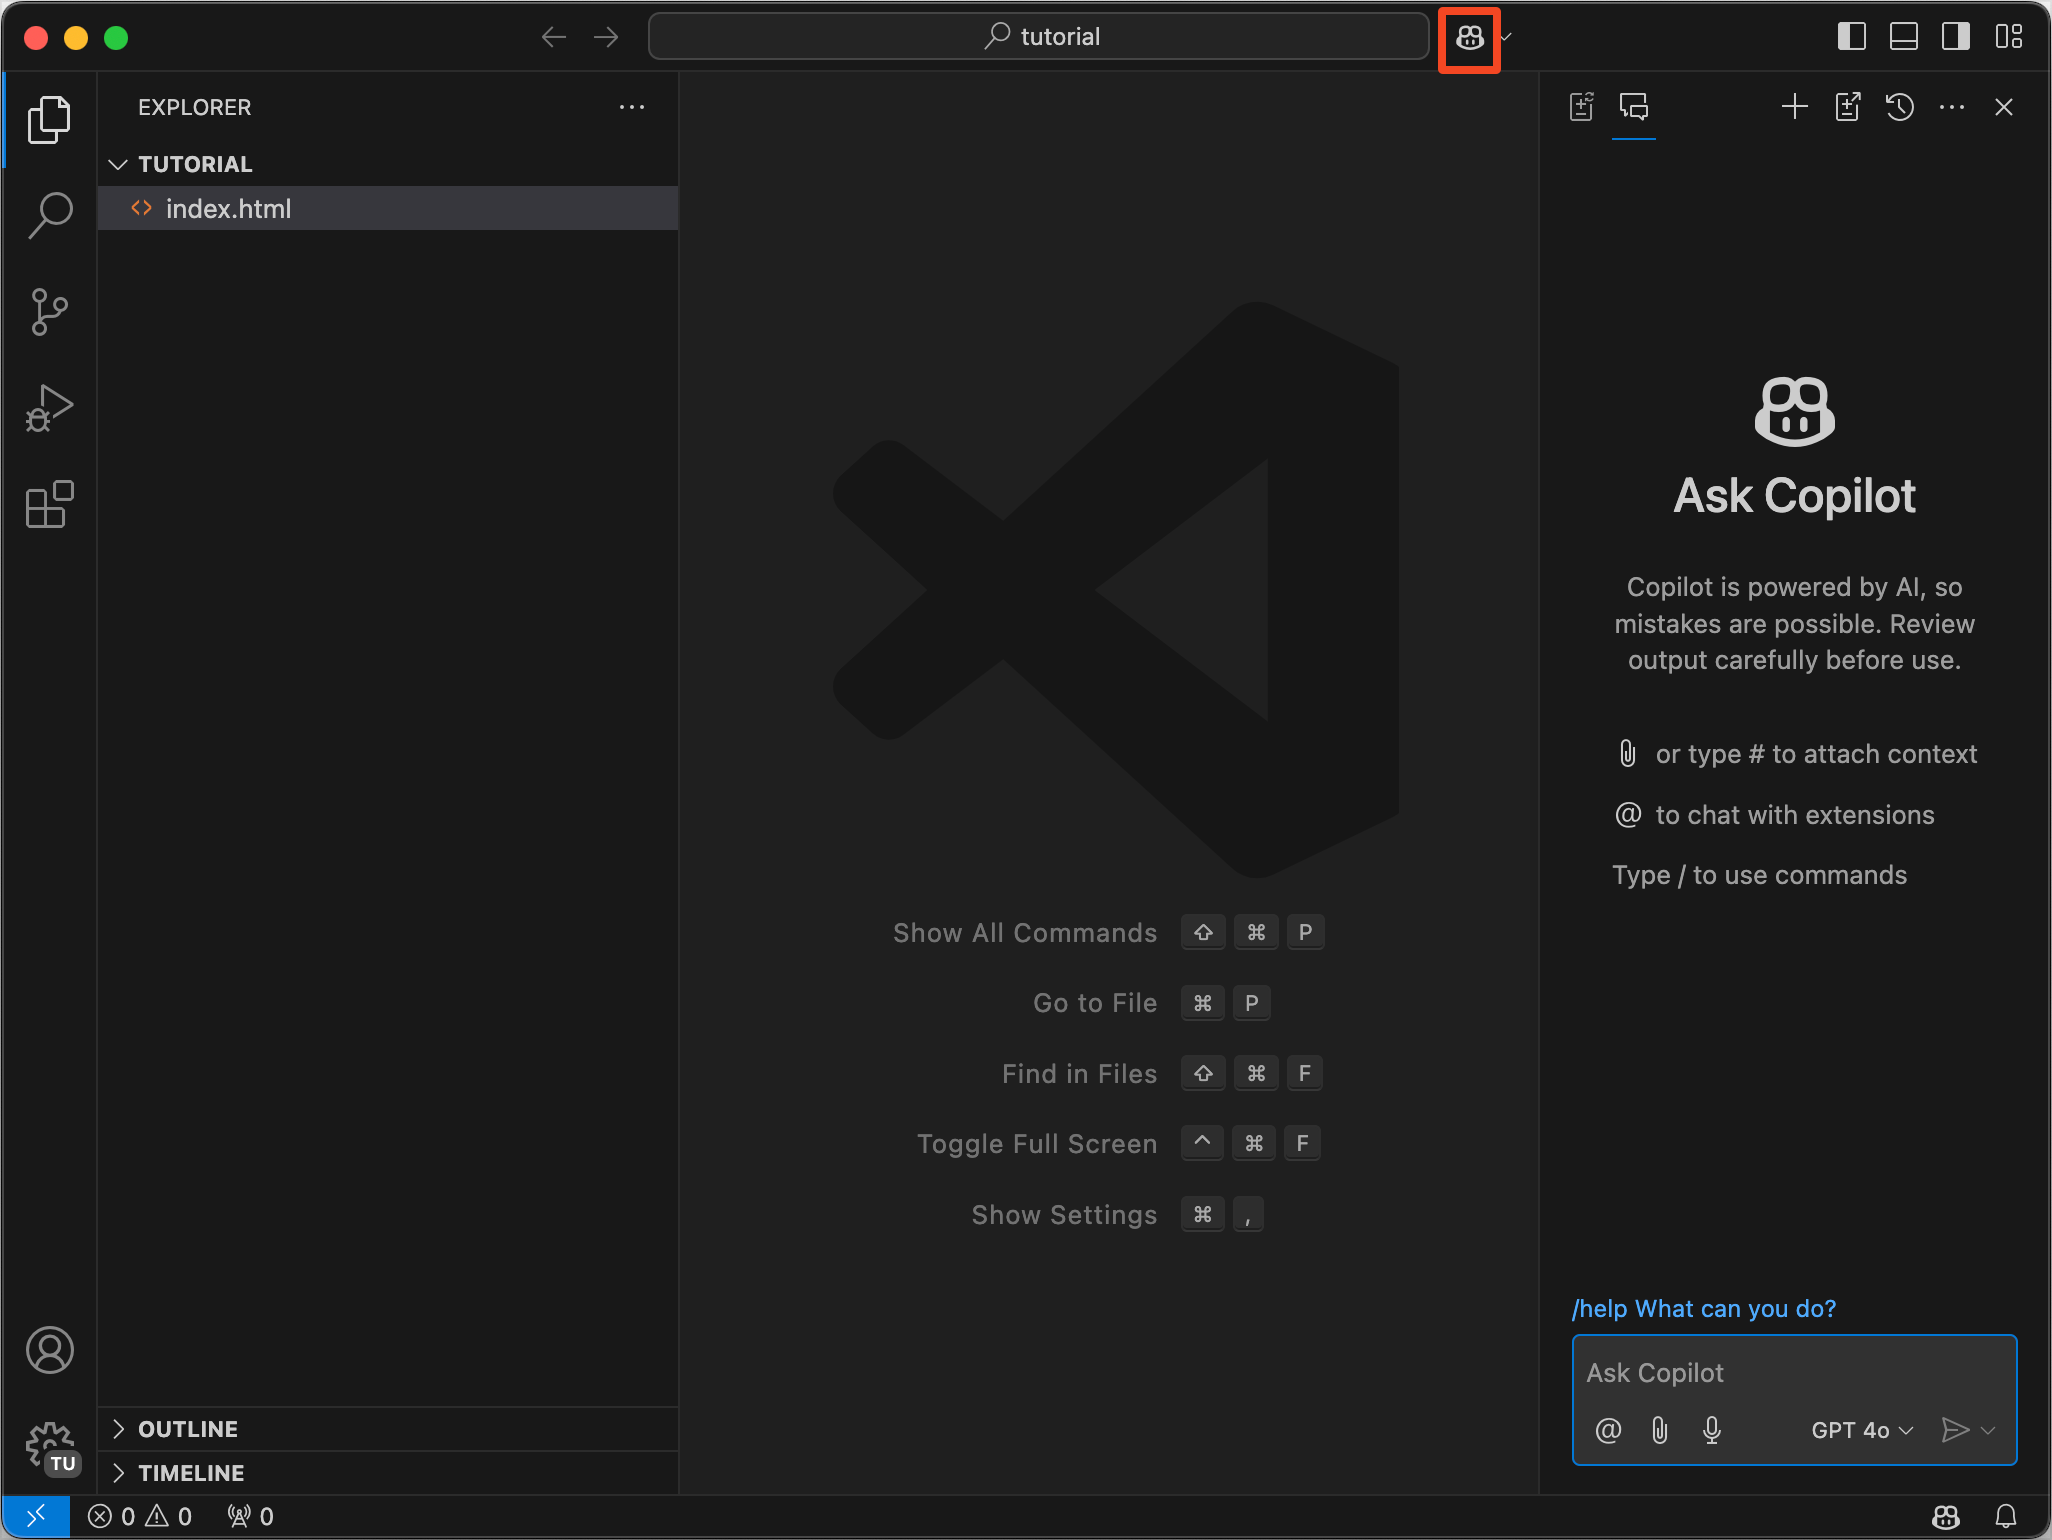 tutorial
EXPLORER
TUTORIAL
<> index.html
Ask Copilot
Copilot is powered by AI, so
mistakes are possible. Review
output carefully before use.
or type # to attach context
@ to chat with extensions
Type / to use commands
Show All Commands ⇧ ⌘ P
Go to File ⌘ P
Find in Files ⇧ ⌘ F
Toggle Full Screen ^ ⌘ F
Show Settings ⌘ ,
/help What can you do?
Ask Copilot
@ GPT 4o
OUTLINE
TIMELINE
TU
0 0 0